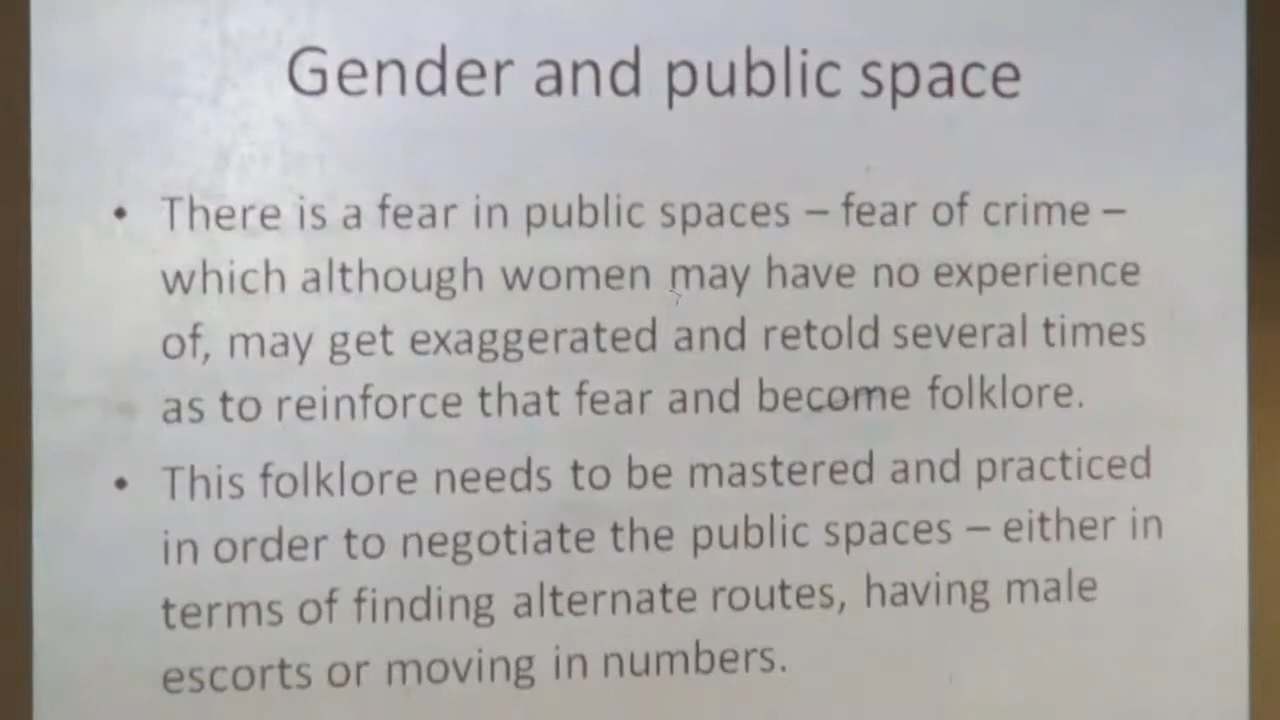 Gender and public space
• There is a fear in public spaces – fear of crime –
which although women may have no experience
of, may get exaggerated and retold several times
as to reinforce that fear and become folklore.
• This folklore needs to be mastered and practiced
in order to negotiate the public spaces – either in
terms of finding alternate routes, having male
escorts or moving in numbers.